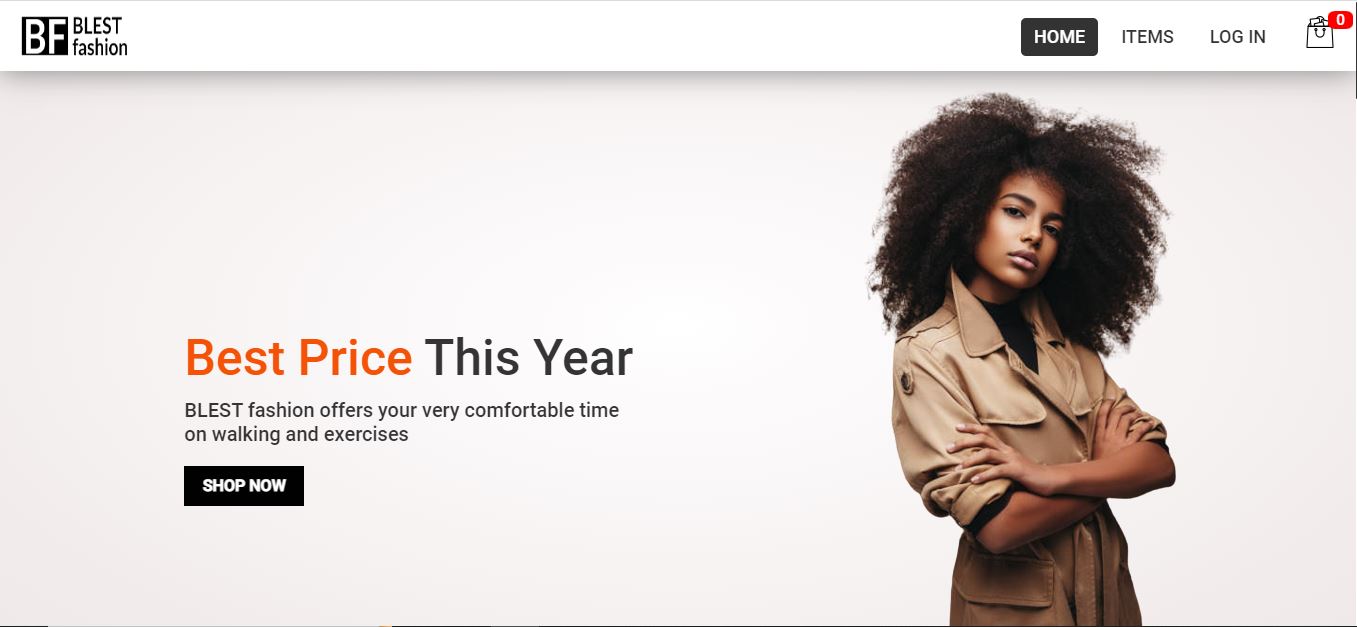 BF BLEST
fashion
HOME ITEMS LOG IN 0
Best Price This Year
BLEST fashion offers your very comfortable time
on walking and exercises
SHOP NOW